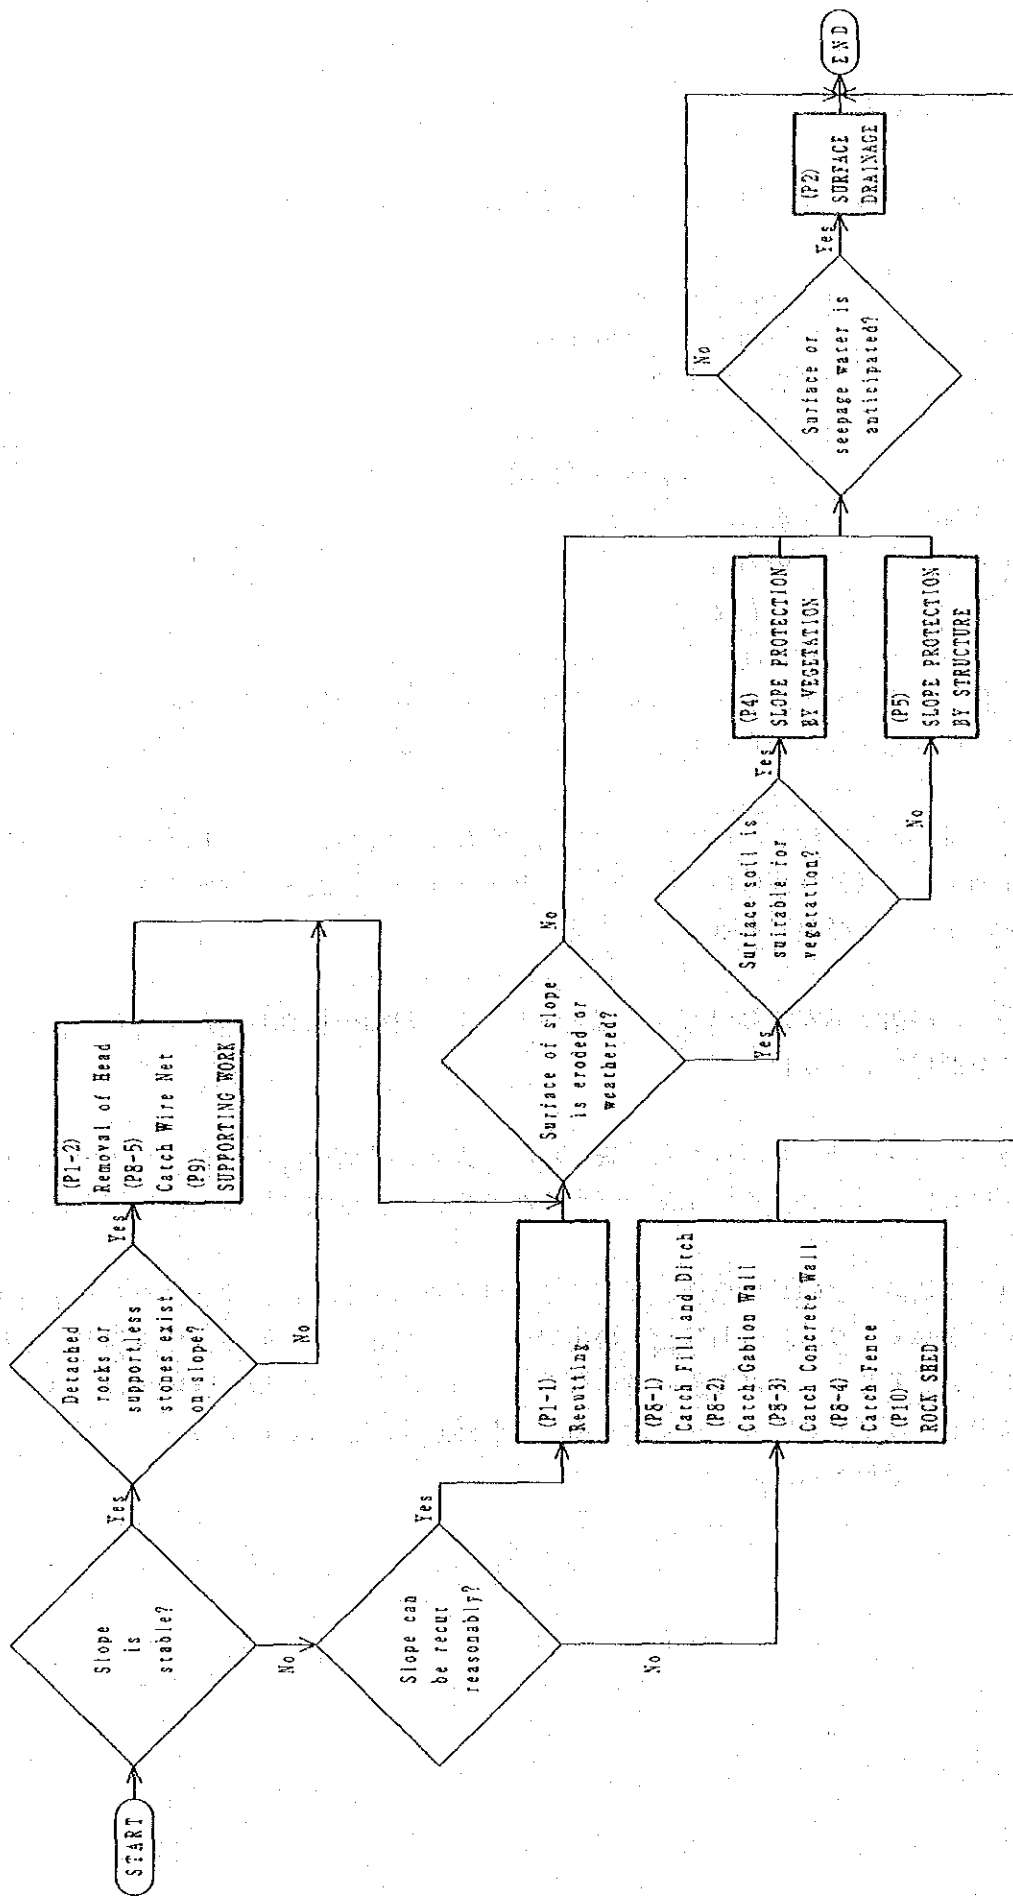 START
Slope
is
stable?
Yes
No
Detached
rocks or
supportless
stones exist
on slope?
Yes
No
(P1-2)
Removal of Head
(P8-5)
Catch Wire Net
(P9)
SUPPORTING WORK
Slope can
be recut
reasonably?
Yes
No
(P1-1)
Recutting
(P8-1)
Catch Fill and Ditch
(P8-2)
Catch Gabion Wall
(P8-3)
Catch Concrete Wall
(P8-4)
Catch Fence
(P10)
ROCK SHED
Surface of slope
is eroded or
weathered?
No
Yes
Surface soil is
suitable for
vegetation?
Yes
No
(P4)
SLOPE PROTECTION
BY VEGETATION
(P5)
SLOPE PROTECTION
BY STRUCTURE
Surface or
seepage water is
anticipated?
No
Yes
(P2)
SURFACE
DRAINAGE
END